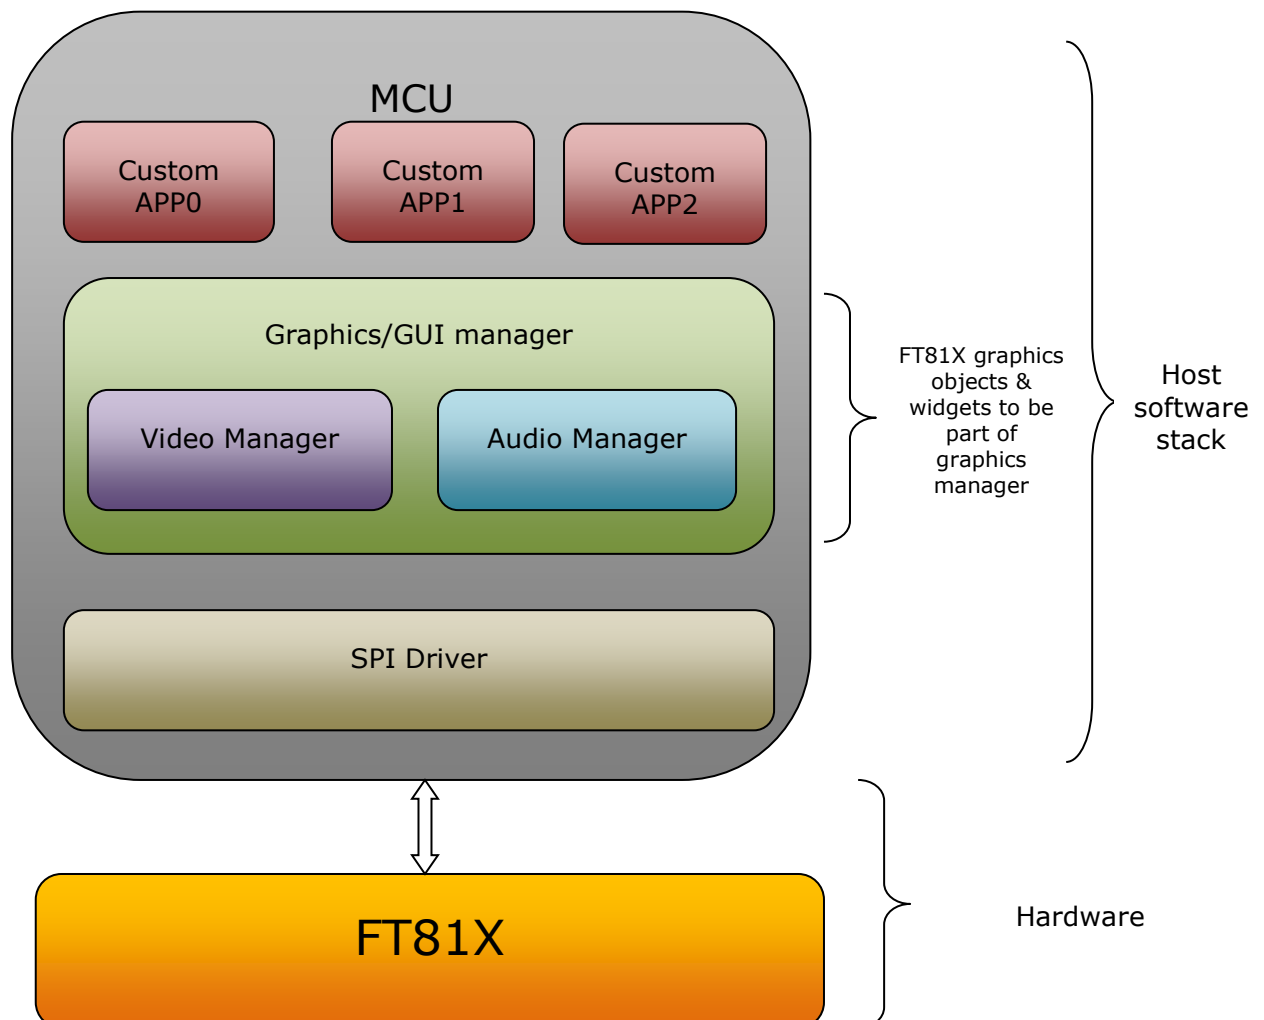 MCU
Custom
APP0
Custom
APP1
Custom
APP2
Graphics/GUI manager
Video Manager
Audio Manager
SPI Driver
FT81X graphics
objects &
widgets to be
part of
graphics
manager
Host
software
stack
FT81X
Hardware